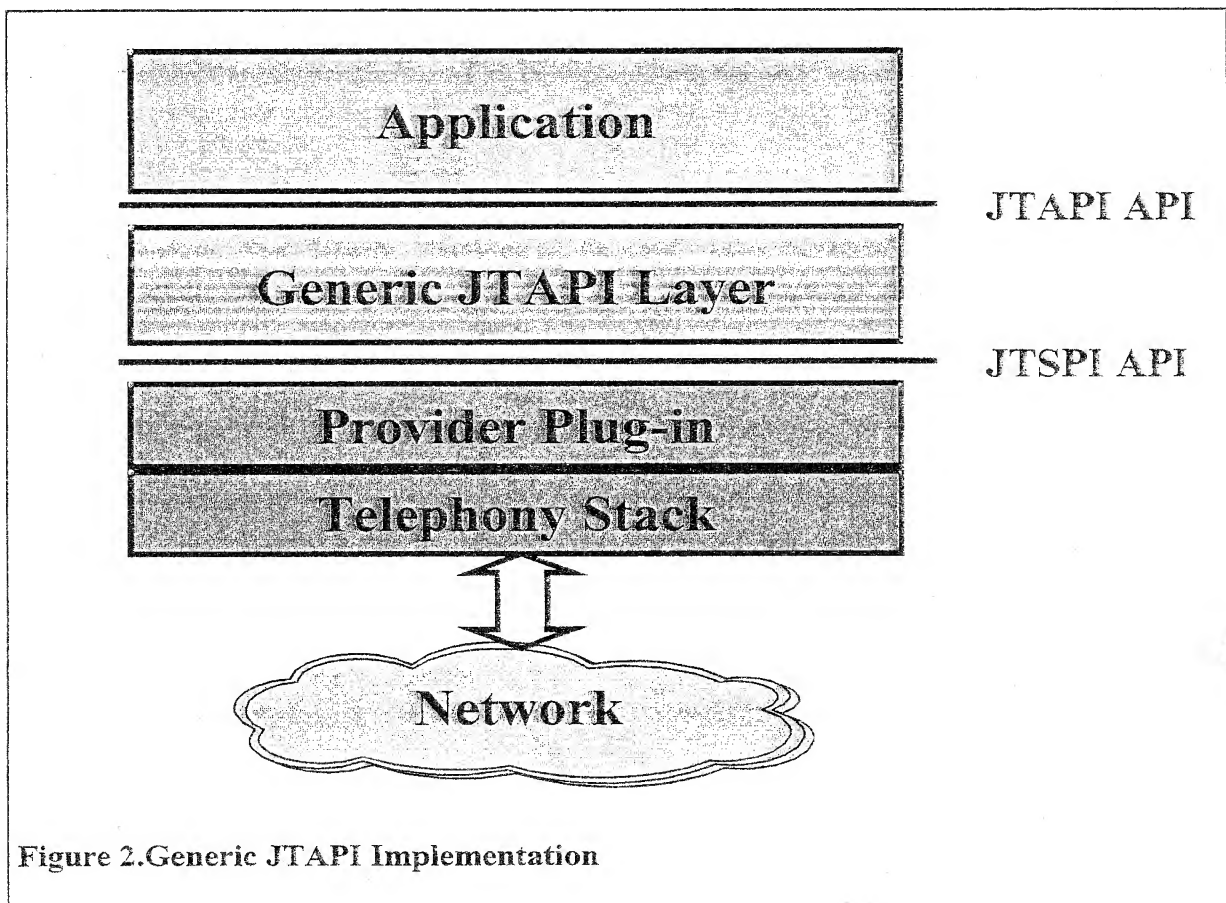 Application
JTAPI API
Generic JTAPI Layer
JTSPI API
Provider Plug-in
Telephony Stack
Network
Figure 2.Generic JTAPI Implementation